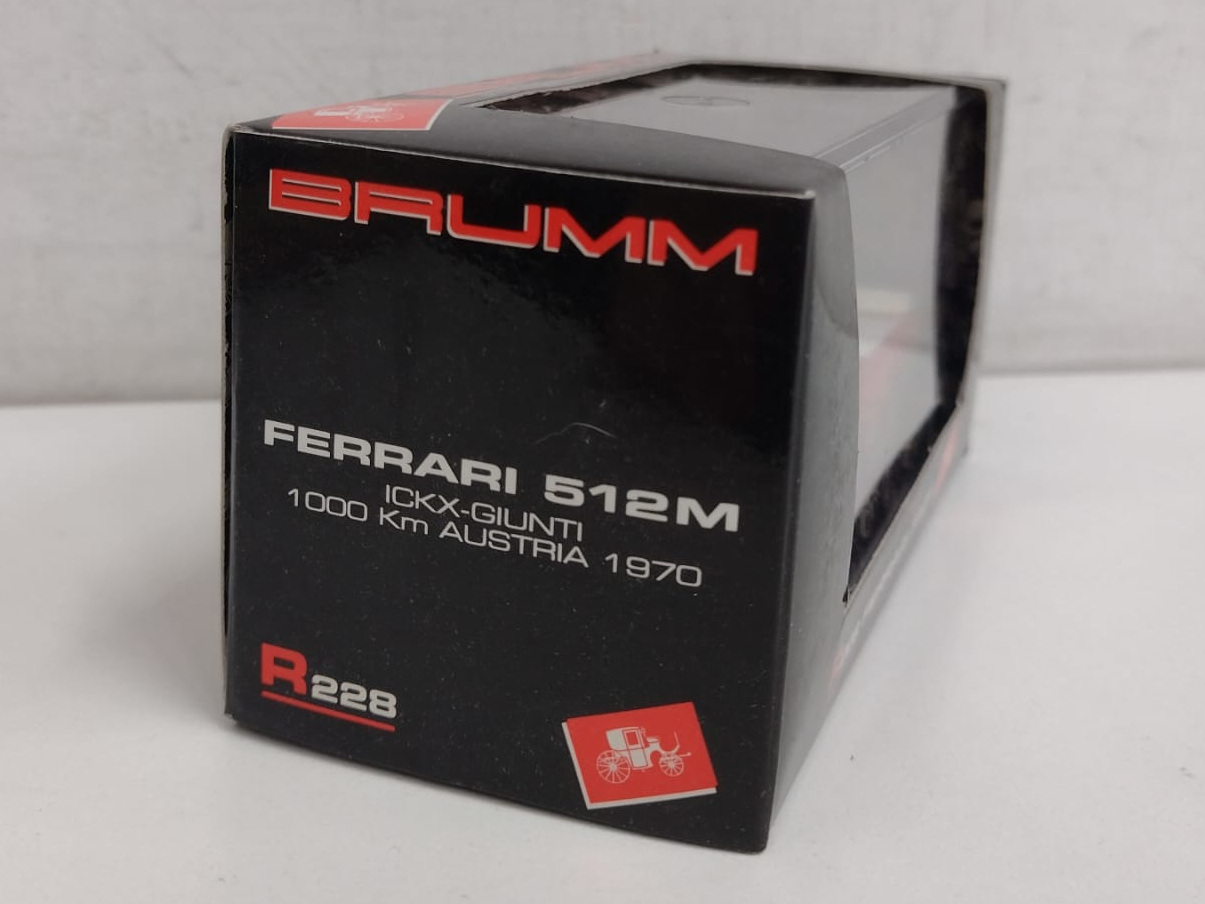 BRUMM
FERRARI 512M
ICKX-GIUNTI
1000 Km AUSTRIA 1970
R228